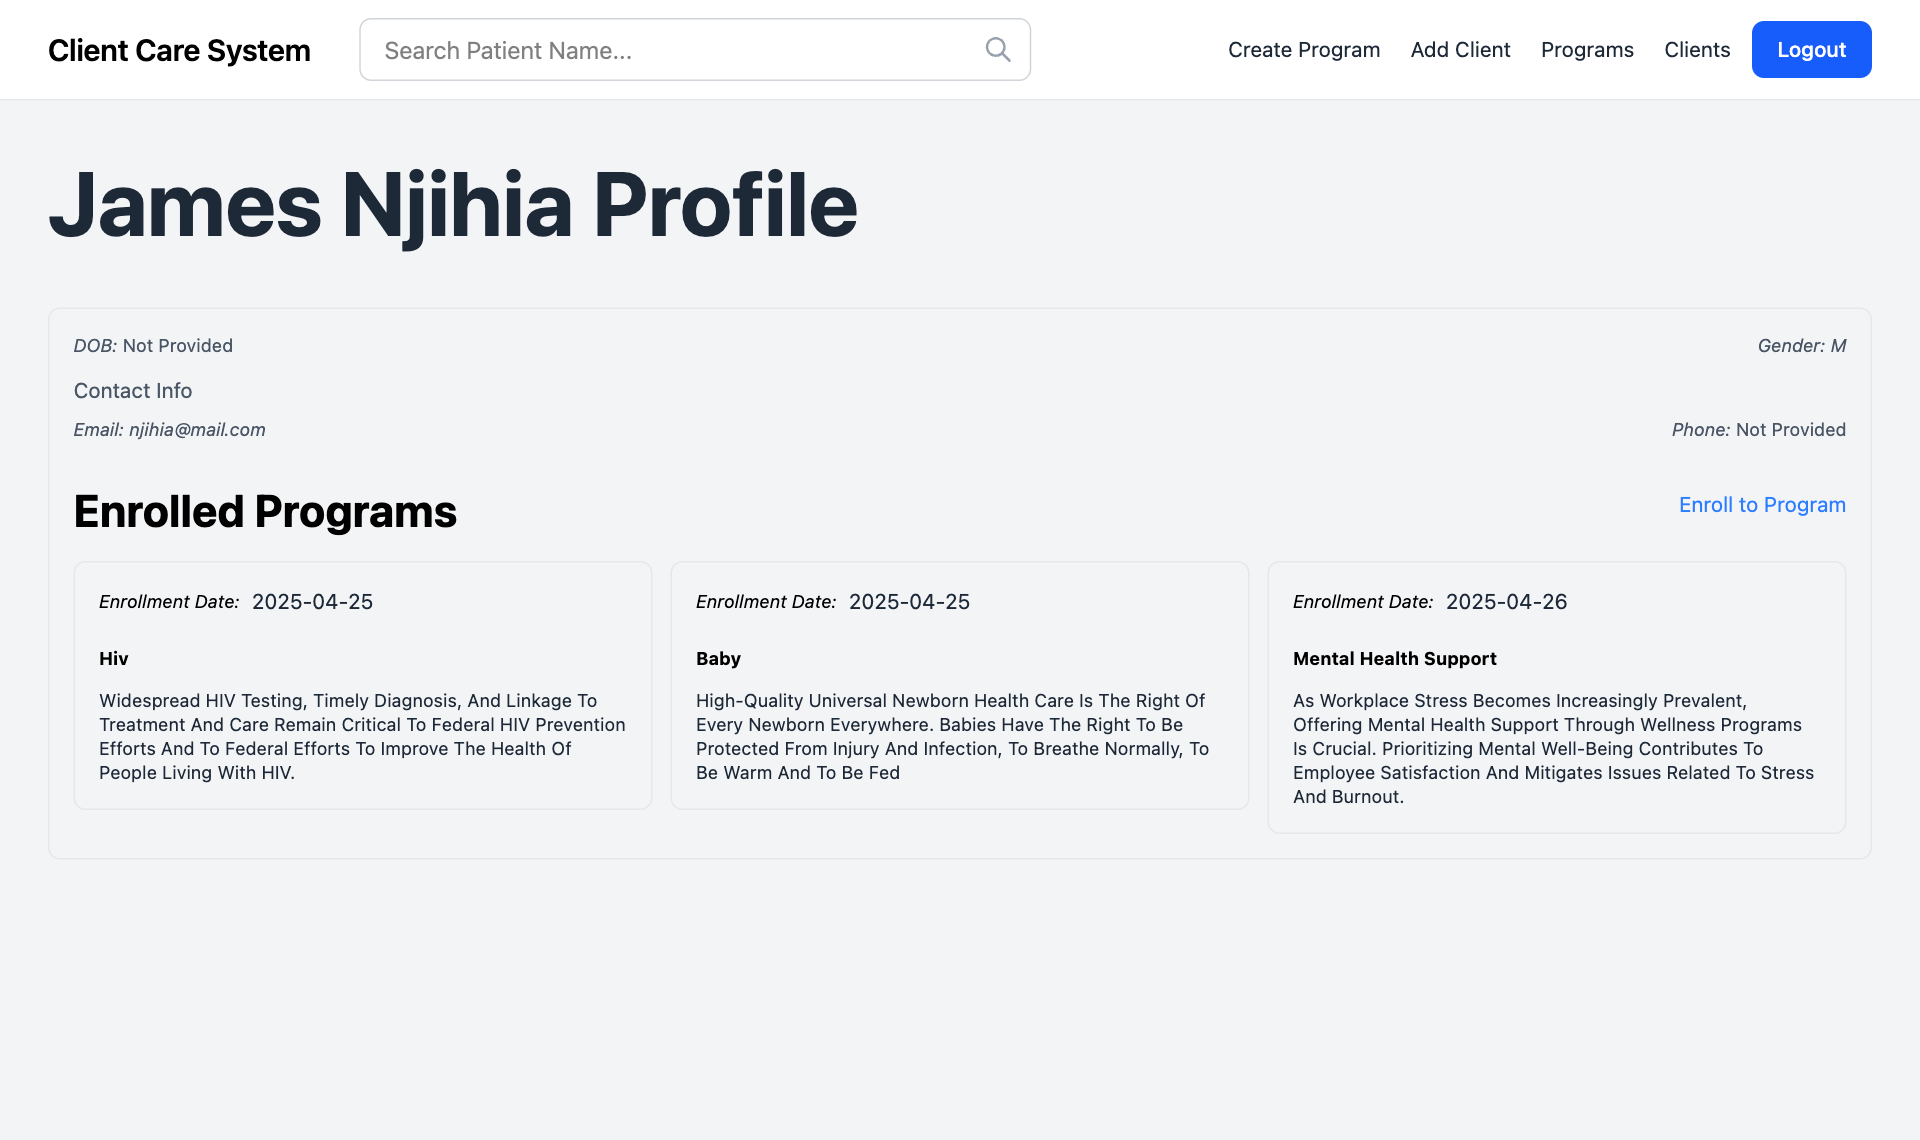 Client Care System
Search Patient Name...
Create Program
Add Client
Programs
Clients
Logout
James Njihia Profile
DOB: Not Provided
Gender: M
Contact Info
Email: njihia@mail.com
Phone: Not Provided
Enrolled Programs
Enroll to Program
Enrollment Date: 2025-04-25
Hiv
Widespread HIV Testing, Timely Diagnosis, And Linkage To
Treatment And Care Remain Critical To Federal HIV Prevention
Efforts And To Federal Efforts To Improve The Health Of
People Living With HIV.
Enrollment Date: 2025-04-25
Baby
High-Quality Universal Newborn Health Care Is The Right Of
Every Newborn Everywhere. Babies Have The Right To Be
Protected From Injury And Infection, To Breathe Normally, To
Be Warm And To Be Fed
Enrollment Date: 2025-04-26
Mental Health Support
As Workplace Stress Becomes Increasingly Prevalent,
Offering Mental Health Support Through Wellness Programs
Is Crucial. Prioritizing Mental Well-Being Contributes To
Employee Satisfaction And Mitigates Issues Related To Stress
And Burnout.